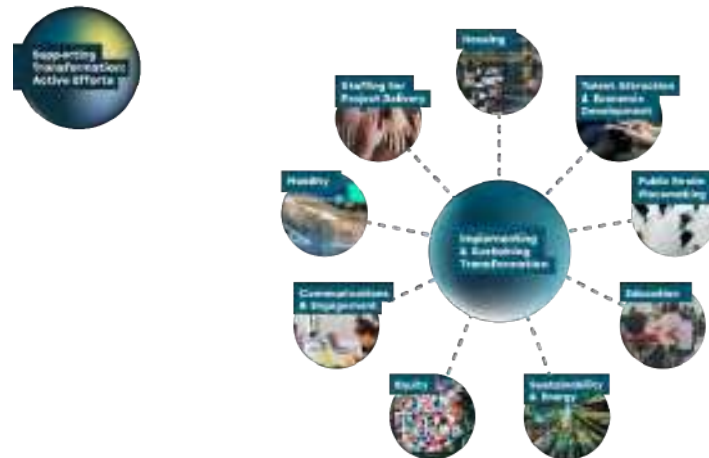 Supporting
Transformation:
Active Efforts
Housing
Staffing for
Project Delivery
Talent Attraction
& Economic
Development
Mobility
Public Realm
Placemaking
Implementing
& Sustaining
Transformation
Communications
& Engagement
Education
Equity
Sustainability
& Energy